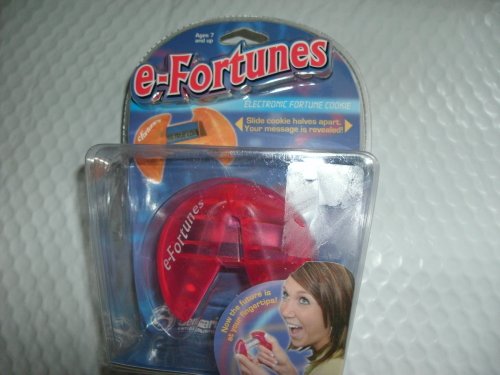 Ages 7
and up
e-Fortunes
ELECTRONIC FORTUNE COOKIE
Slide cookie halves apart.
Your message is revealed!
e-Fortunes
Now the future is
at your fingertips!